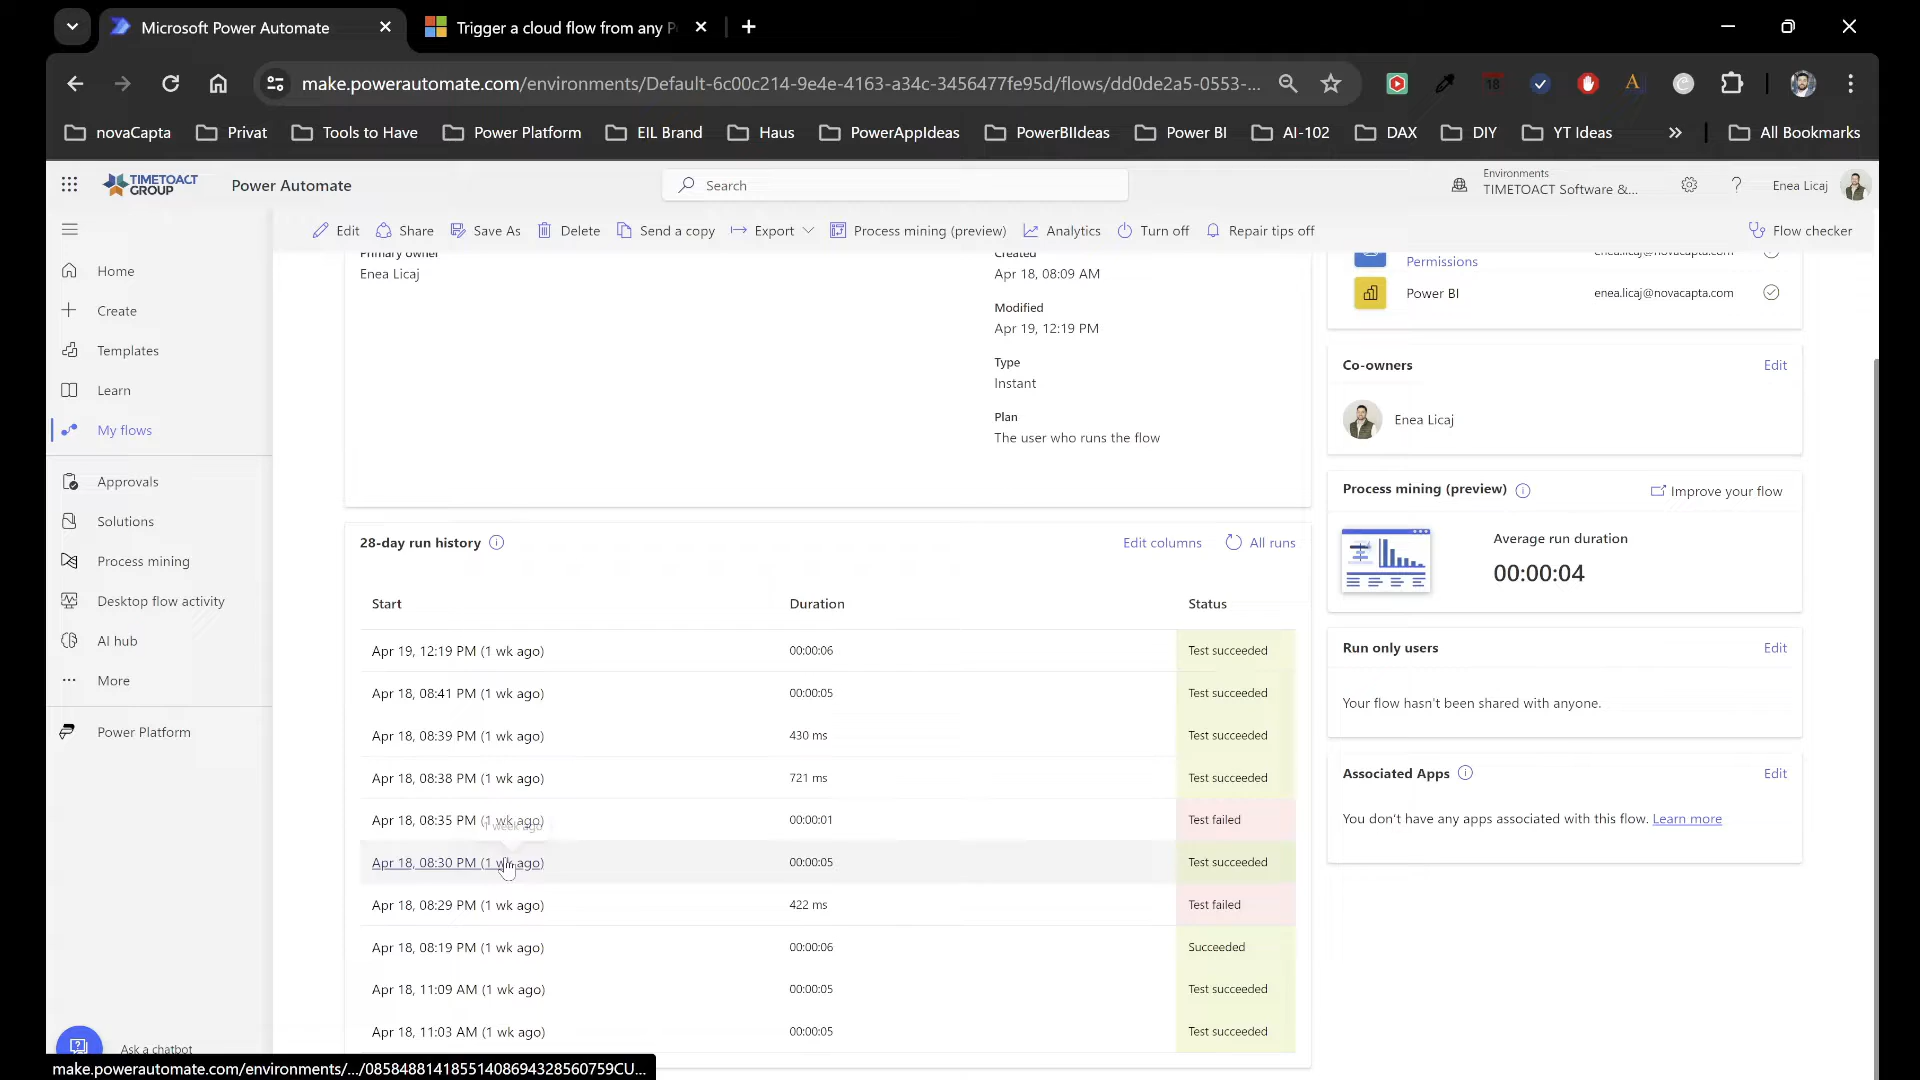 Microsoft Power Automate
Trigger a cloud flow from any P
make.powerautomate.com/environments/Default-6c00c214-9e4e-4163-a34c-3456477fe95d/flows/dd0de2a5-0553-...
18
novaCapta
Privat
Tools to Have
Power Platform
EIL Brand
Haus
PowerAppIdeas
PowerBIIdeas
Power BI
AI-102
DAX
DIY
YT Ideas
All Bookmarks
TIMETOACT
GROUP
Power Automate
Search
Environments
TIMETOACT Software &...
Enea Licaj
Edit
Share
Save As
Delete
Send a copy
Export
Process mining (preview)
Analytics
Turn off
Repair tips off
Flow checker
Home
Create
Templates
Learn
My flows
Approvals
Solutions
Process mining
Desktop flow activity
AI hub
More
Power Platform
Ask a chatbot
Primary owner
Enea Licaj
Created
Apr 18, 08:09 AM
Modified
Apr 19, 12:19 PM
Type
Instant
Plan
The user who runs the flow
28-day run history
Edit columns
All runs
Start Duration Status
Apr 19, 12:19 PM (1 wk ago) 00:00:06 Test succeeded
Apr 18, 08:41 PM (1 wk ago) 00:00:05 Test succeeded
Apr 18, 08:39 PM (1 wk ago) 430 ms Test succeeded
Apr 18, 08:38 PM (1 wk ago) 721 ms Test succeeded
Apr 18, 08:35 PM (1 wk ago) 00:00:01 Test failed
1 week ago
Apr 18, 08:30 PM (1 wk ago) 00:00:05 Test succeeded
Apr 18, 08:29 PM (1 wk ago) 422 ms Test failed
Apr 18, 08:19 PM (1 wk ago) 00:00:06 Succeeded
Apr 18, 11:09 AM (1 wk ago) 00:00:05 Test succeeded
Apr 18, 11:03 AM (1 wk ago) 00:00:05 Test succeeded
Permissions
enea.licaj@novacapta.com
Power BI
enea.licaj@novacapta.com
Co-owners
Edit
Enea Licaj
Process mining (preview)
Improve your flow
Average run duration
00:00:04
Run only users
Edit
Your flow hasn't been shared with anyone.
Associated Apps
Edit
You don't have any apps associated with this flow. Learn more
make.powerautomate.com/environments/.../08584881418551408694328560759CU...